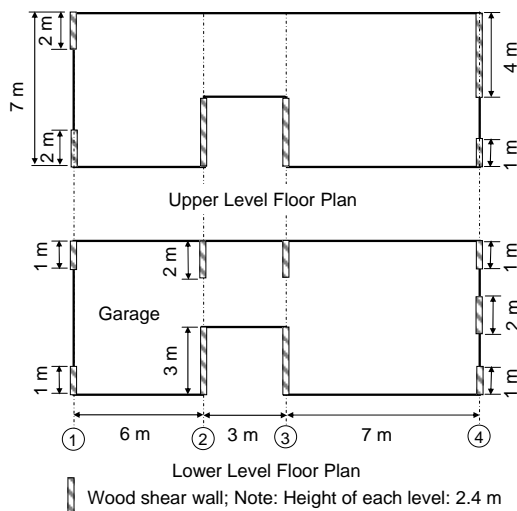 2 m
7 m
2 m
4 m
1 m
Upper Level Floor Plan
1 m
2 m
1 m
Garage
2 m
3 m
1 m
1 m
1 2 3 4
6 m 3 m 7 m
Lower Level Floor Plan
Wood shear wall; Note: Height of each level: 2.4 m